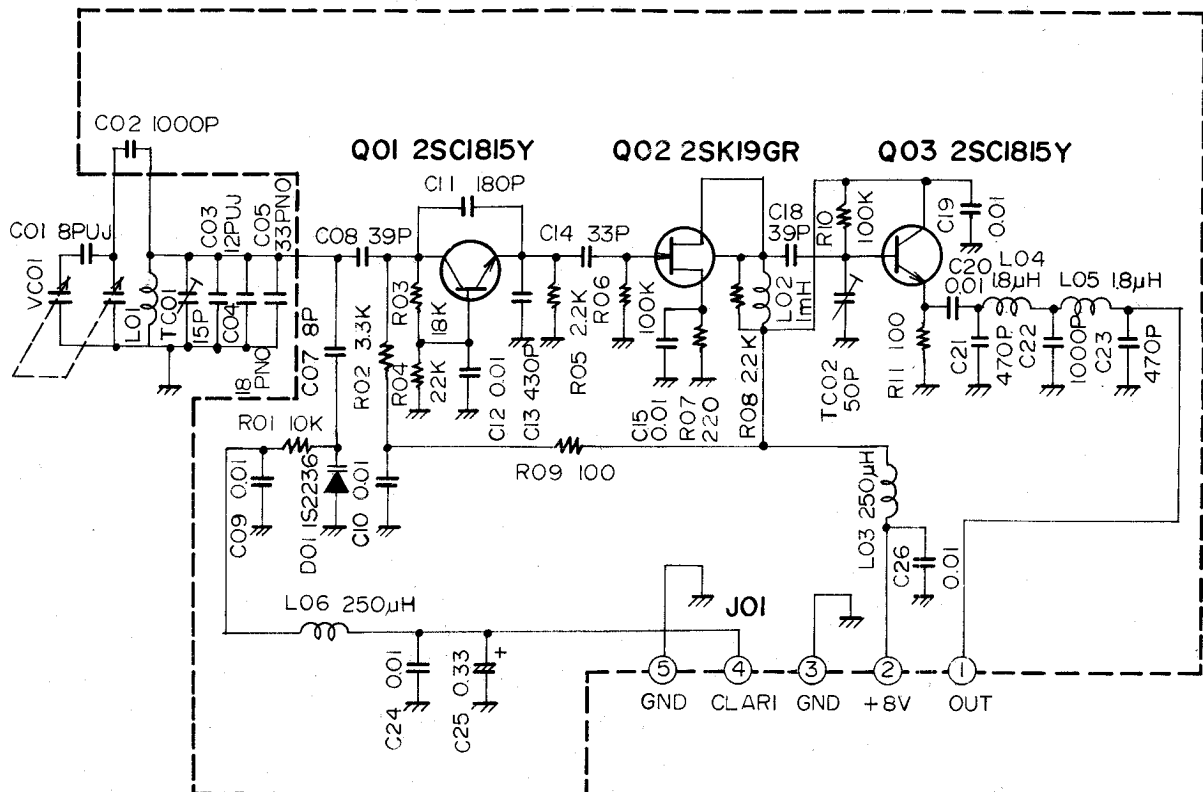 C02 1000P
Q01 2SC1815Y
Q02 2SK19GR
Q03 2SC1815Y
C11 180P
C01 8PUJ
C03
12PUJ
C05
33PN0
C08 39P
C14 33P
C18
39P
R10
100K
C19
0.01
VC01
L01
TC01
15P
C04
18
PN0
C07 8P
R02 3.3K
R03
18K
R04
22K
C12 0.01
C13 430P
R05 2.2K
R06
100K
C15
0.01
R07
220
R08 2.2K
L02
1mH
TC02
50P
R11 100
C20
0.01
L04
1.8µH
L05 1.8µH
C21
470P
C22
1000P
C23
470P
R01 10K
C09 0.01
D01 1S2236
C10 0.01
R09 100
L03 250µH
C26
0.01
L06 250µH
J01
C24
0.01
C25
0.33
+
5
4
3
2
1
GND
CLARI
GND
+8V
OUT